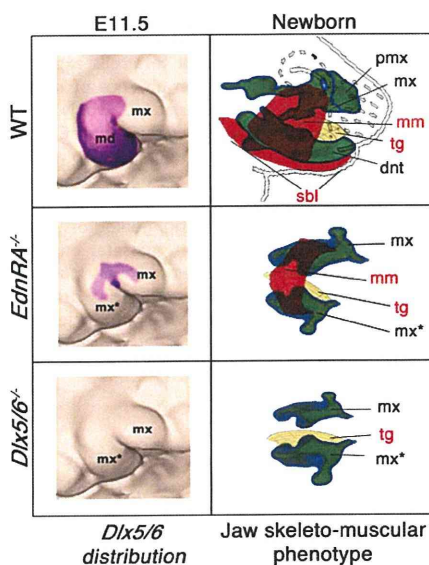 E11.5
Newborn
WT
mx
md
pmx
mx
mm
tg
dnt
sbl
EdnRA-/-
mx
mx*
mx
mm
tg
mx*
Dlx5/6-/-
mx
mx*
mx
tg
mx*
Dlx5/6
distribution
Jaw skeleto-muscular
phenotype